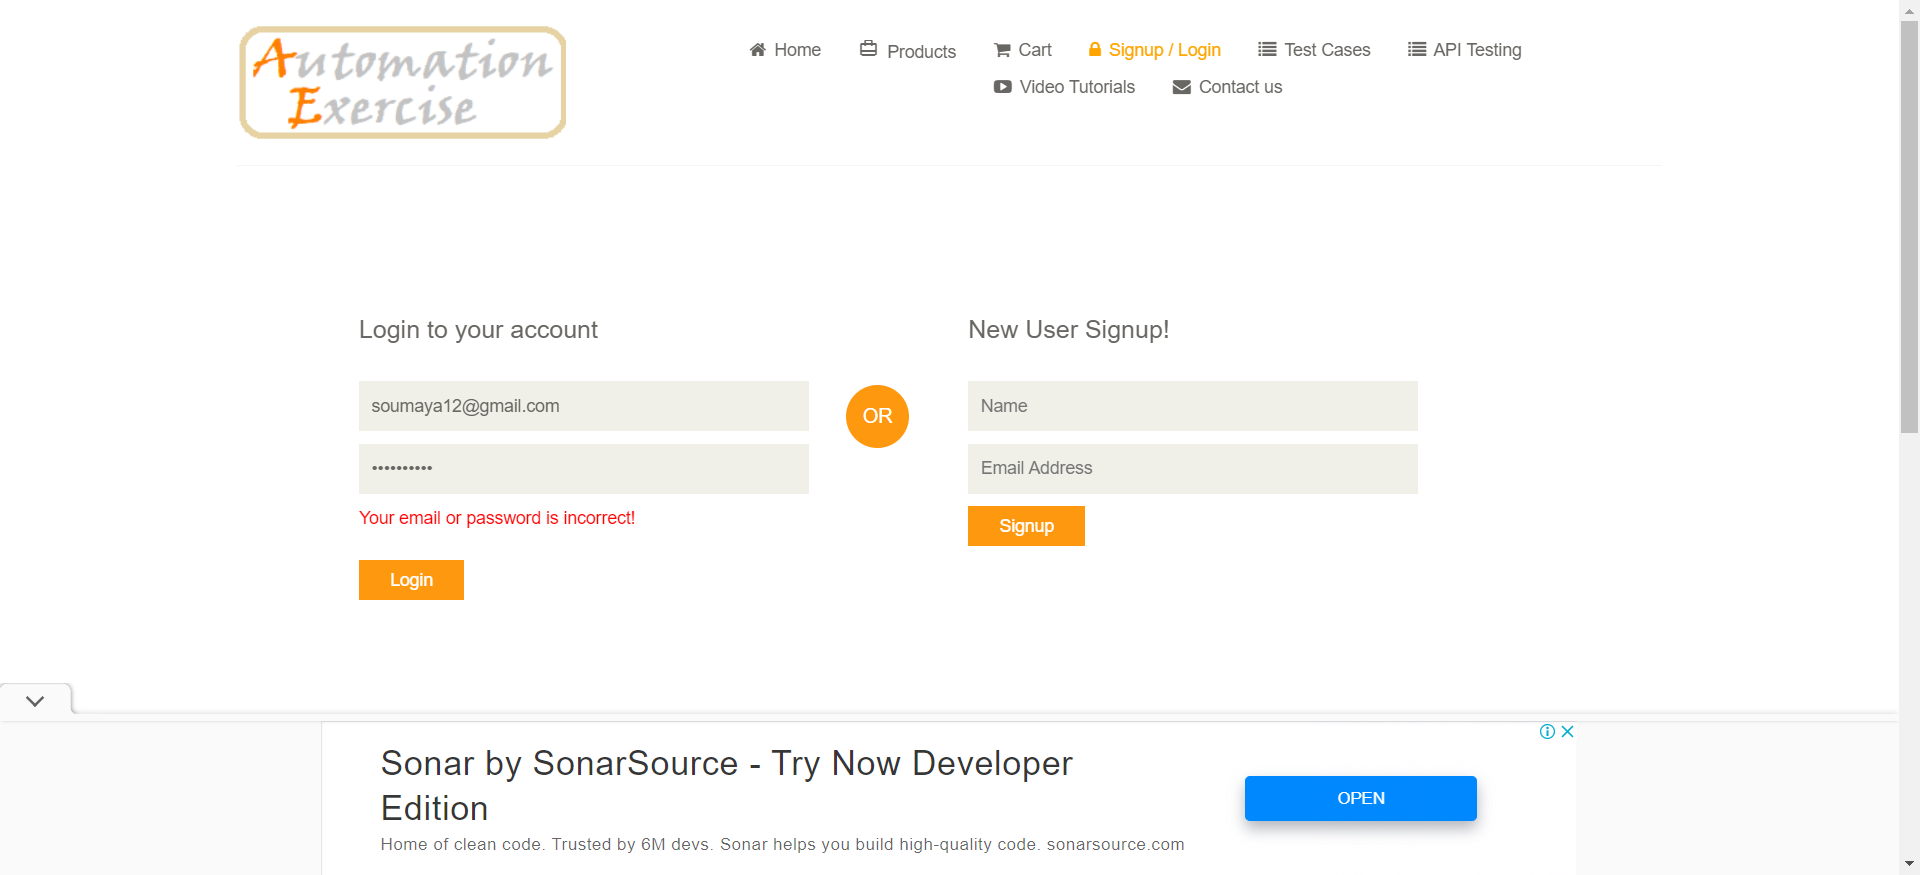 Automation
Exercise
Home
Products
Cart
Signup / Login
Test Cases
API Testing
Video Tutorials
Contact us
Login to your account
soumaya12@gmail.com
••••••••••
Your email or password is incorrect!
Login
OR
New User Signup!
Name
Email Address
Signup
Sonar by SonarSource - Try Now Developer
Edition
Home of clean code. Trusted by 6M devs. Sonar helps you build high-quality code. sonarsource.com
OPEN